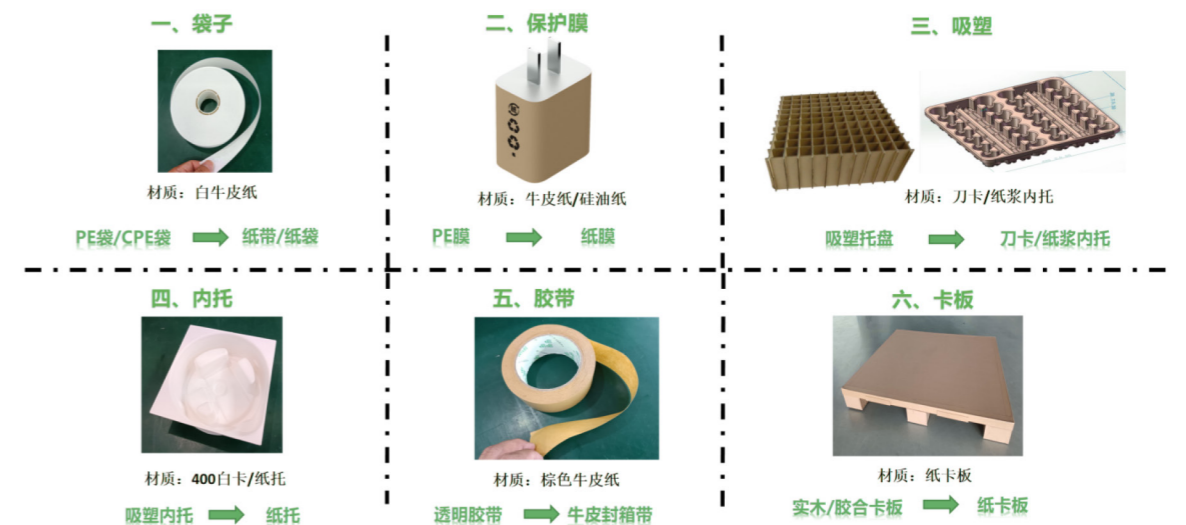 一、袋子
二、保护膜
三、吸塑
材质：白牛皮纸
材质：牛皮纸/硅油纸
材质：刀卡/纸浆内托
PE袋/CPE袋 纸带/纸袋
PE膜 纸膜
吸塑托盘 刀卡/纸浆内托
四、内托
五、胶带
六、卡板
材质：400白卡/纸托
材质：棕色牛皮纸
材质：纸卡板
吸塑内托 纸托
透明胶带 牛皮封箱带
实木/胶合卡板 纸卡板